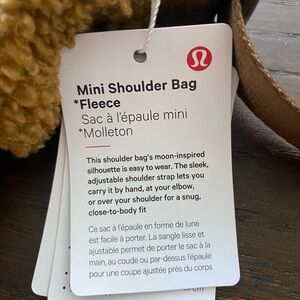 Mini Shoulder Bag
*Fleece
Sac à l'épaule mini
*Molleton
This shoulder bag's moon-inspired
silhouette is easy to wear. The sleek,
adjustable shoulder strap lets you
carry it by hand, at your elbow,
or over your shoulder for a snug,
close-to-body fit
Ce sac à l'épaule en forme de lune
est facile à porter. La sangle lisse et
ajustable permet de porter le sac à la
main, au coude ou par-dessus l'épaule
pour une coupe ajustée près du corps
cm